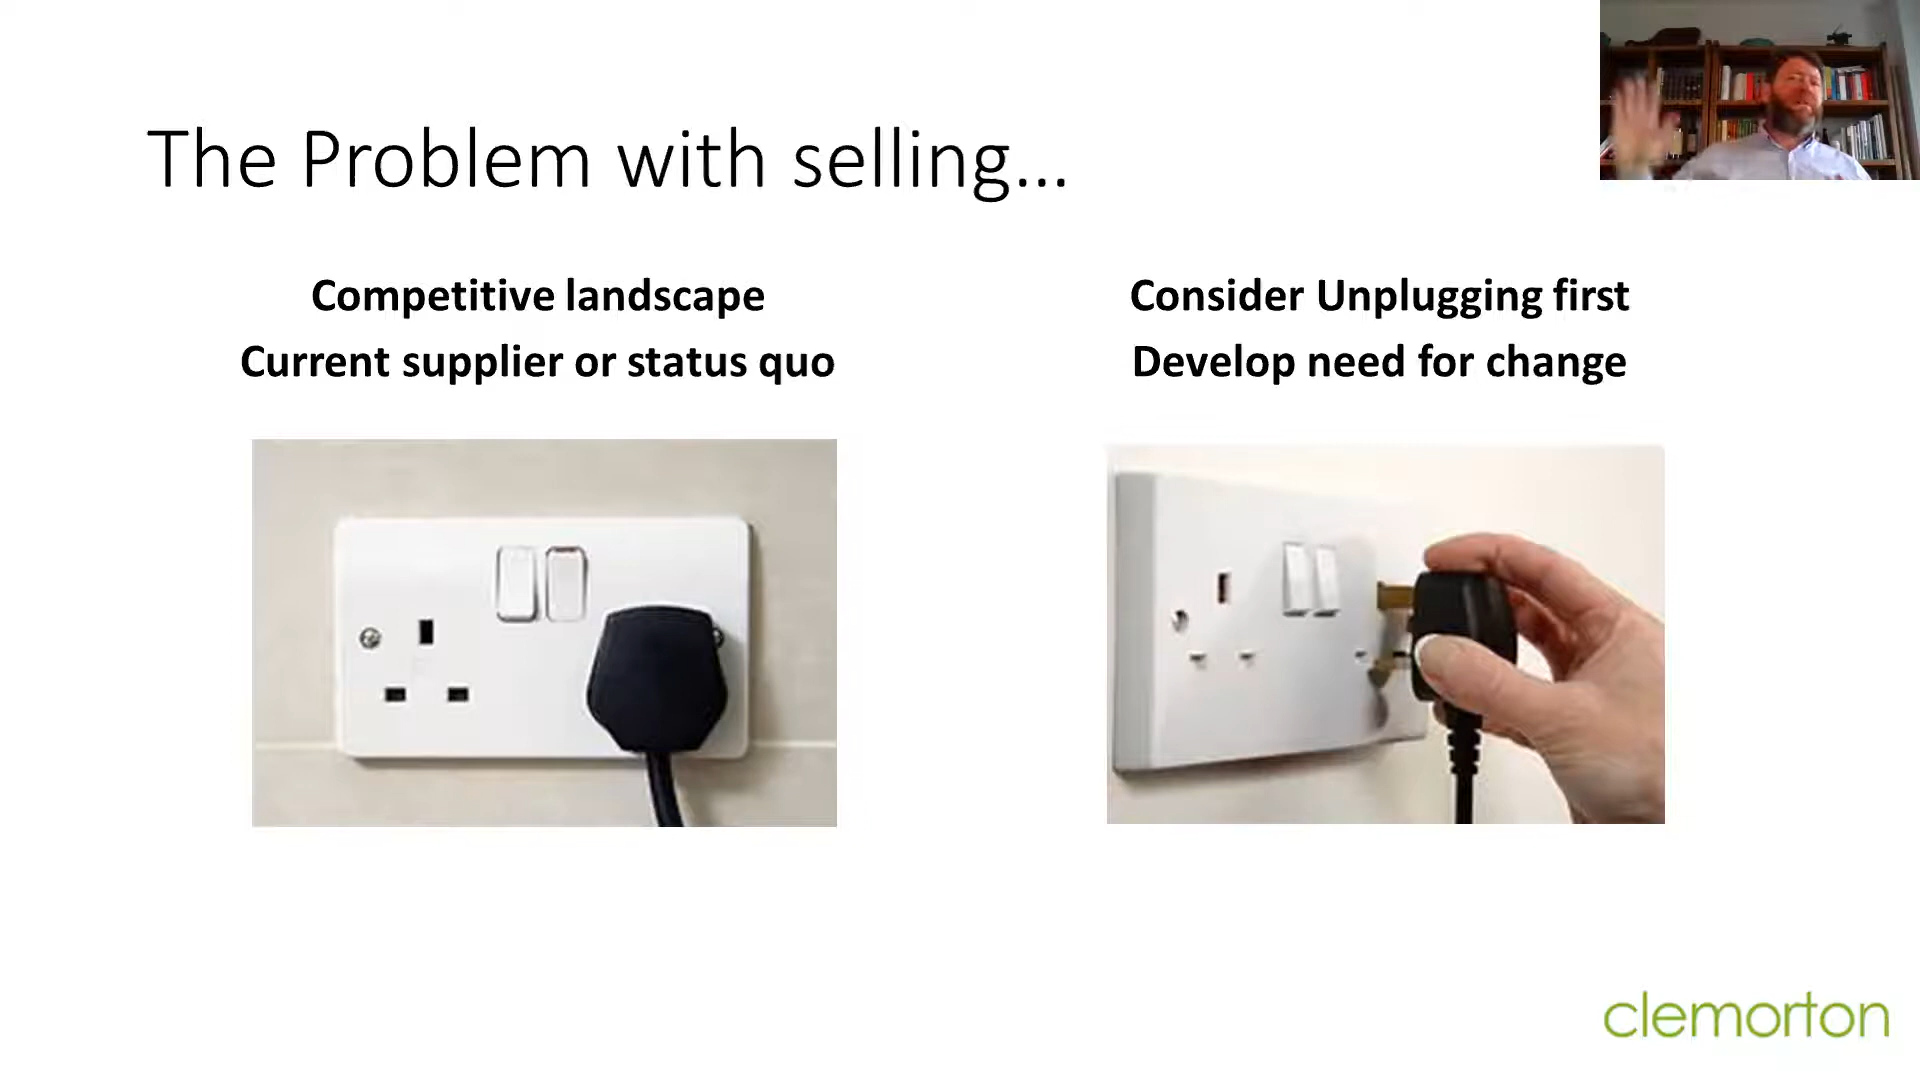 The Problem with selling...
Competitive landscape
Current supplier or status quo
Consider Unplugging first
Develop need for change
clemorton